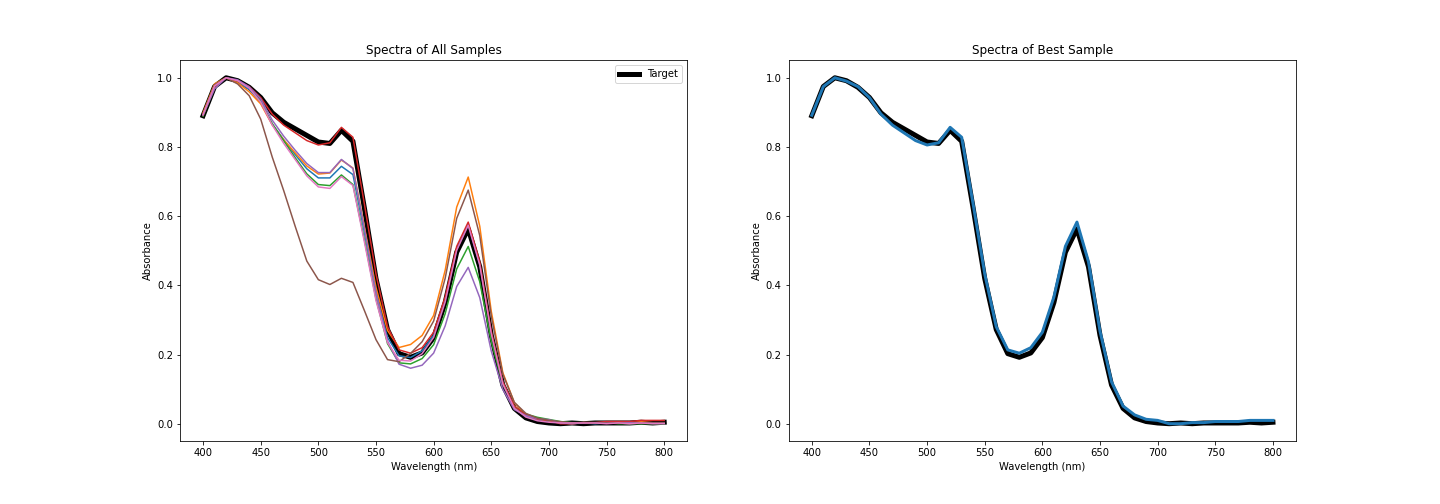 Spectra of All Samples
Target
1.0
0.8
0.6
0.4
0.2
0.0
Absorbance
400 450 500 550 600 650 700 750 800
Wavelength (nm)
Spectra of Best Sample
1.0
0.8
0.6
0.4
0.2
0.0
Absorbance
400 450 500 550 600 650 700 750 800
Wavelength (nm)